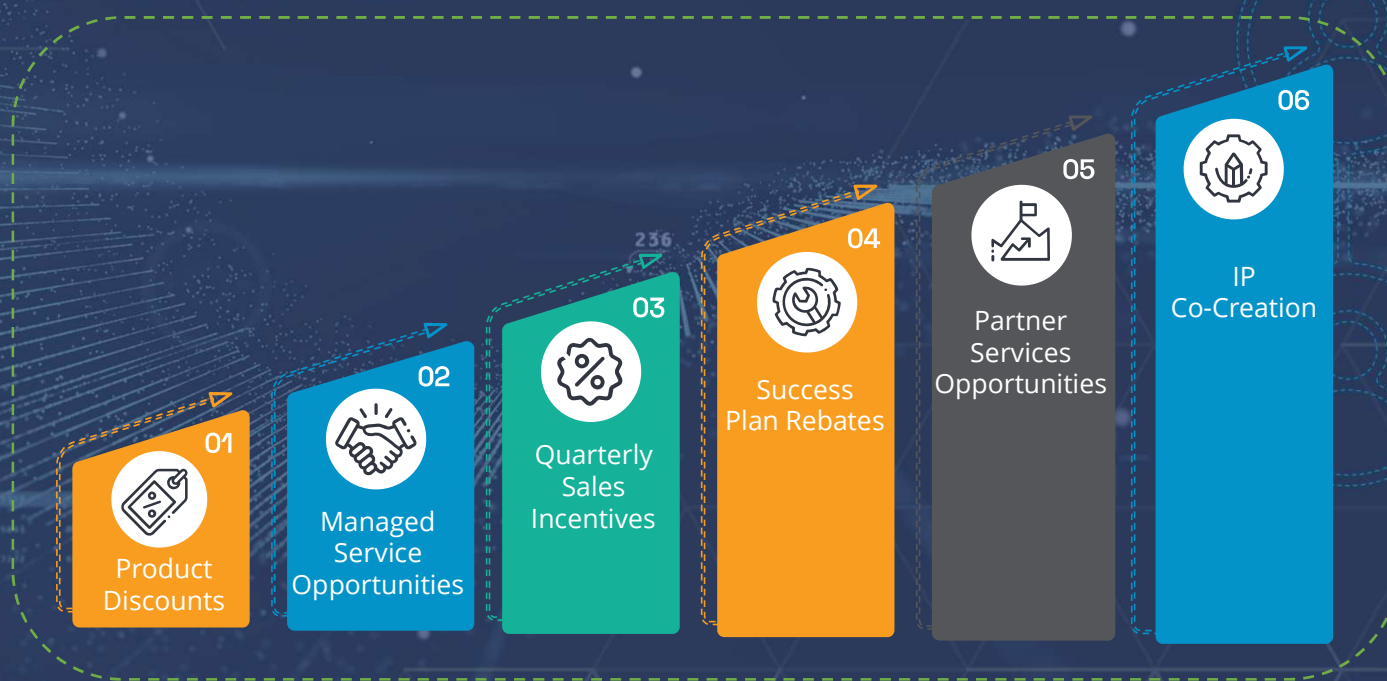 01
Product
Discounts
02
Managed
Service
Opportunities
236
03
Quarterly
Sales
Incentives
04
Success
Plan Rebates
05
Partner
Services
Opportunities
06
IP
Co-Creation